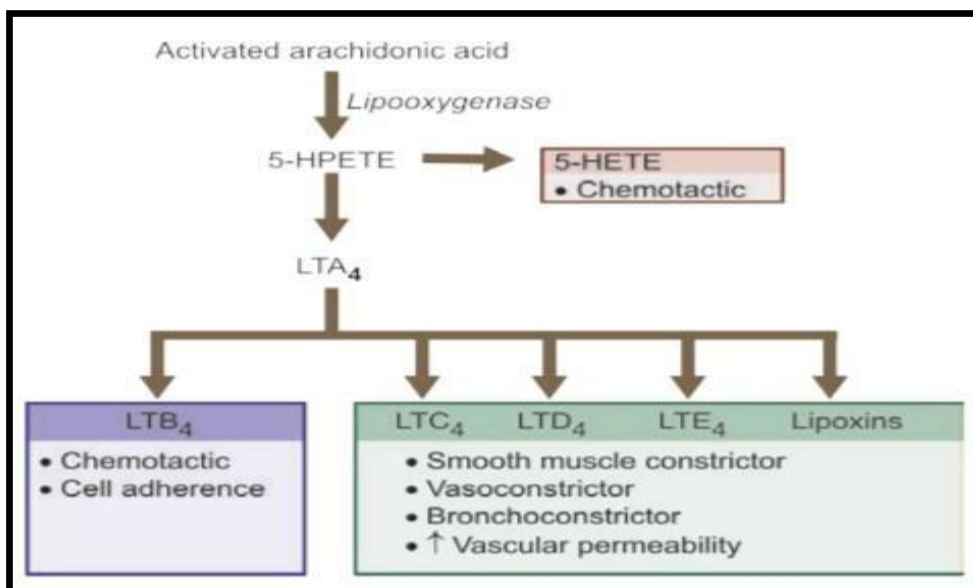 Activated arachidonic acid
Lipooxygenase
5-HPETE
5-HETE
• Chemotactic
LTA₄
LTB₄
• Chemotactic
• Cell adherence
LTC₄ LTD₄ LTE₄ Lipoxins
• Smooth muscle constrictor
• Vasoconstrictor
• Bronchoconstrictor
• ↑ Vascular permeability